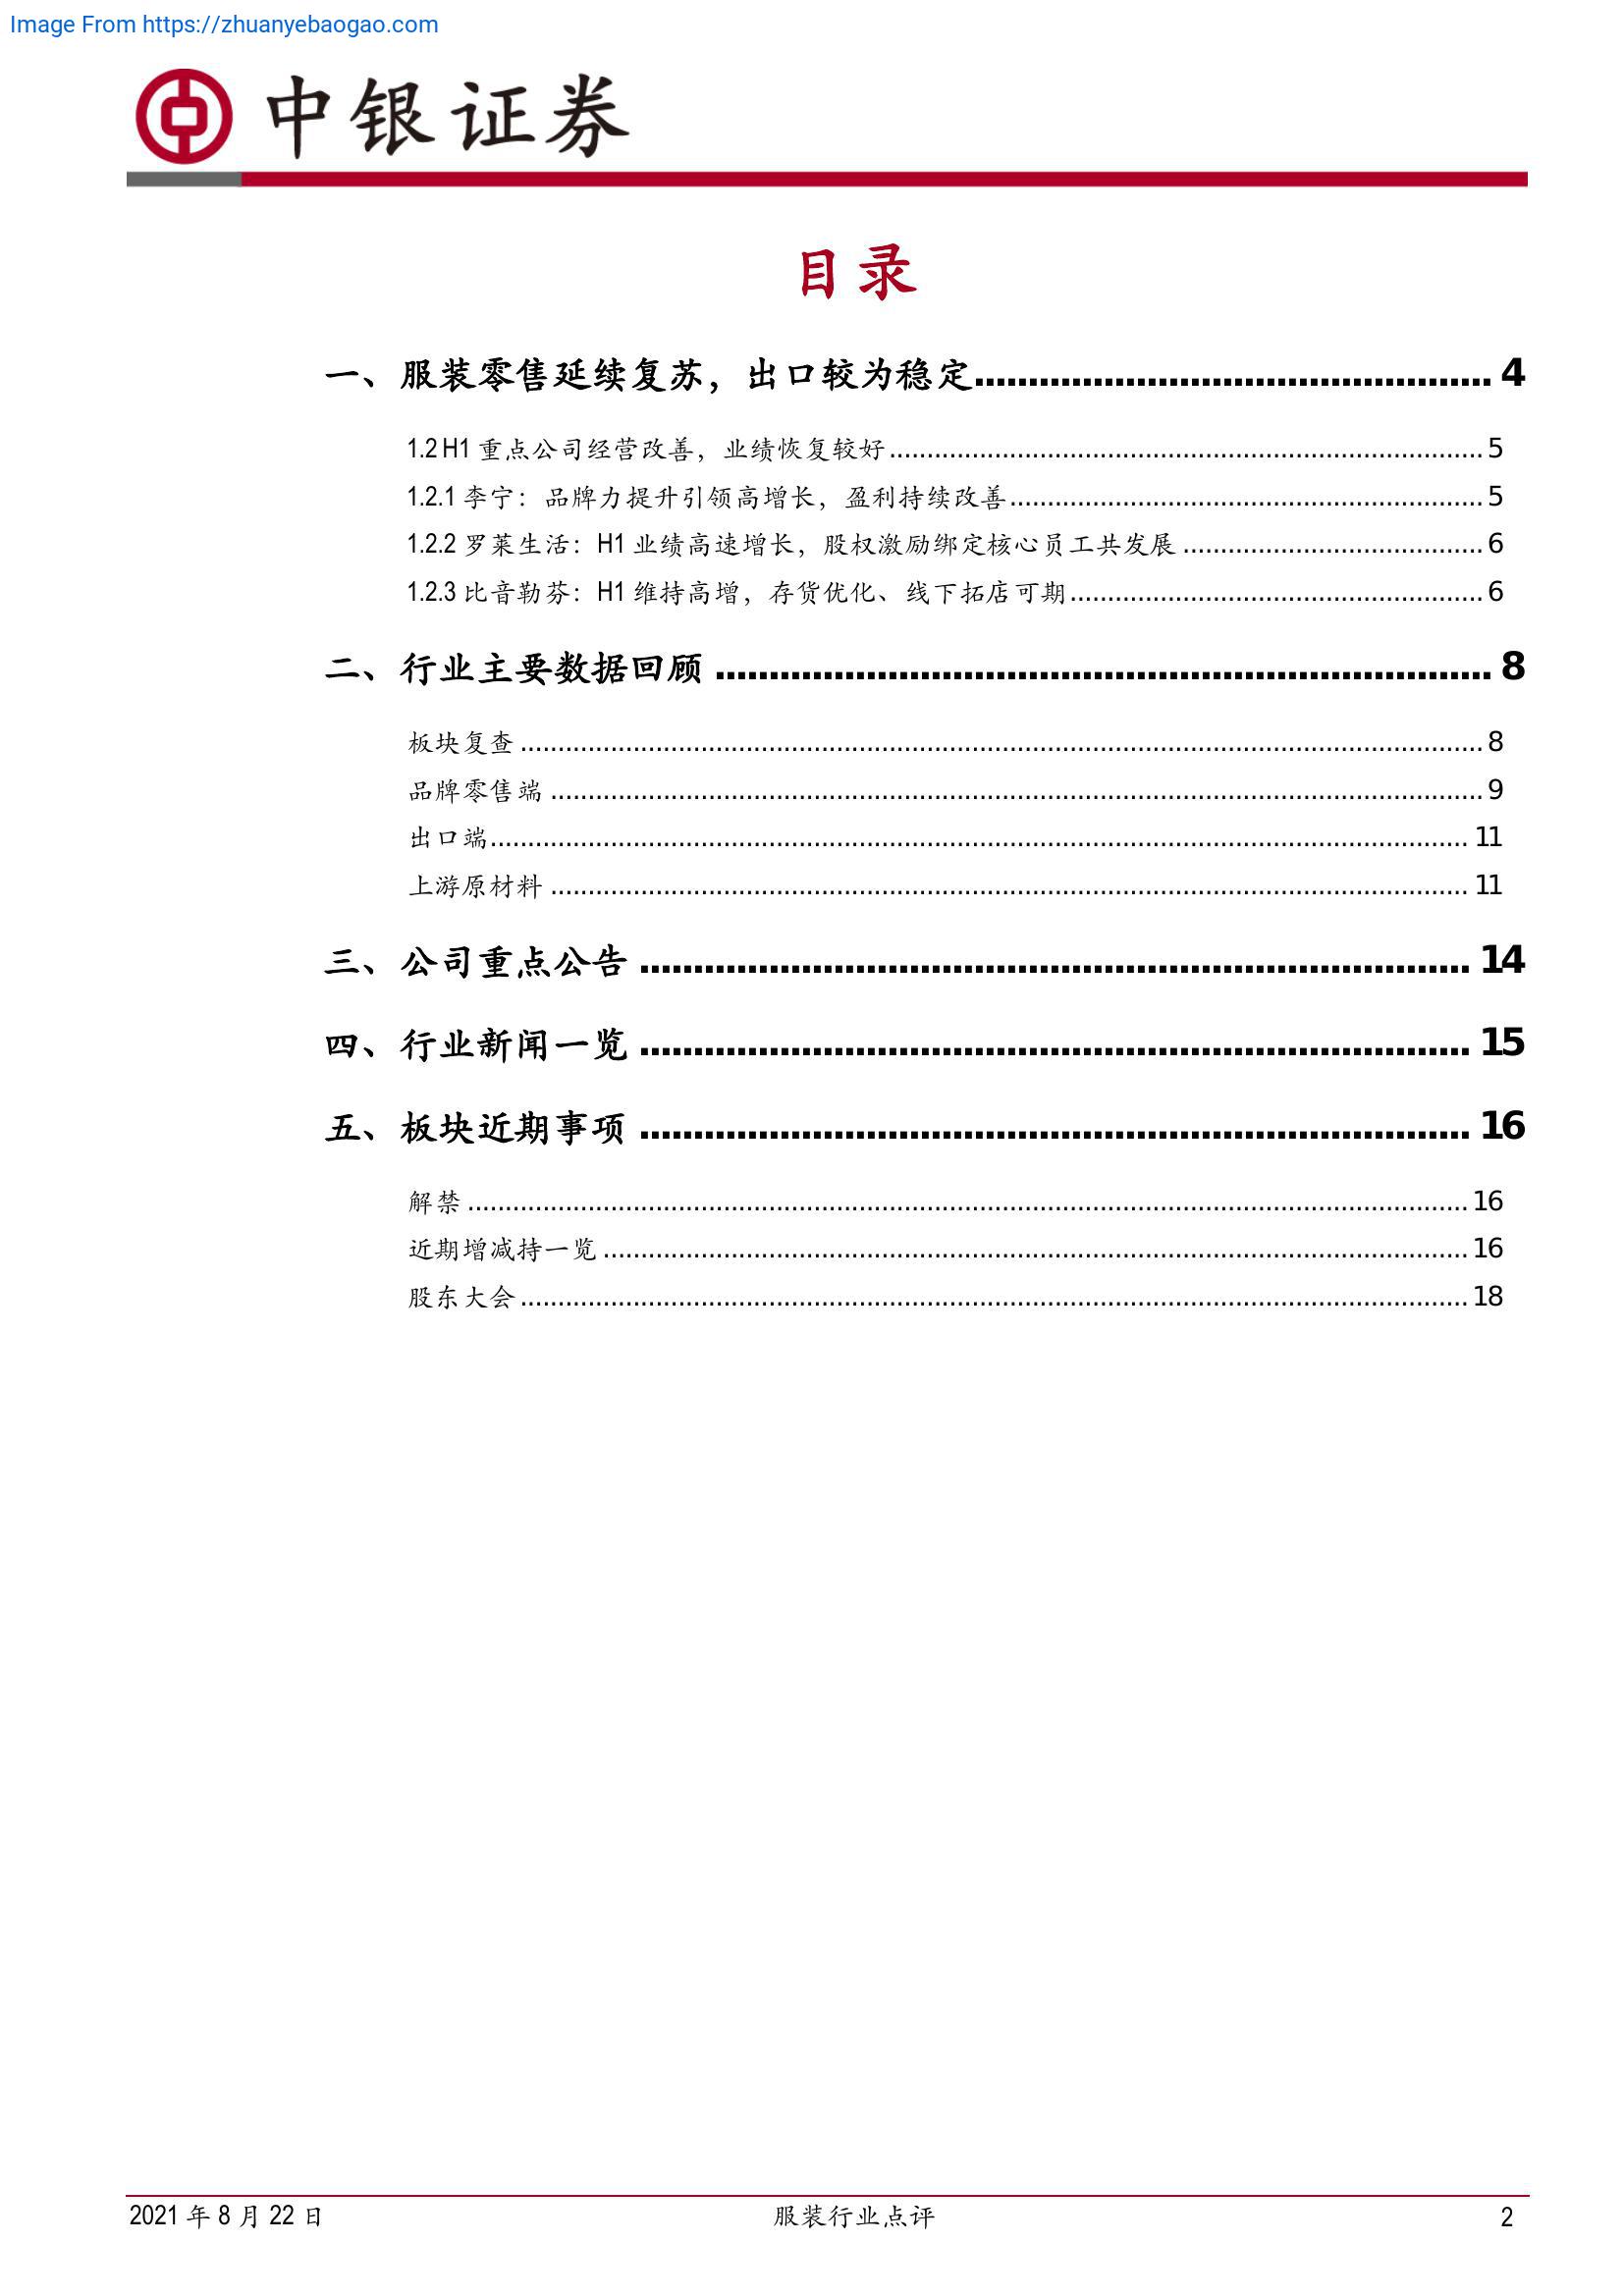 Image From https://zhuanyebaogao.com
中银证券
目录
一、服装零售延续复苏，出口较为稳定................................................ 4
1.2 H1 重点公司经营改善，业绩恢复较好................................................ 5
1.2.1 李宁：品牌力提升引领高增长，盈利持续改善................................................ 5
1.2.2 罗莱生活：H1 业绩高速增长，股权激励绑定核心员工共发展................................................ 6
1.2.3 比音勒芬：H1 维持高增，存货优化、线下拓店可期................................................ 6
二、行业主要数据回顾 ................................................ 8
板块复查 ................................................ 8
品牌零售端 ................................................ 9
出口端................................................ 11
上游原材料 ................................................ 11
三、公司重点公告 ................................................ 14
四、行业新闻一览 ................................................ 15
五、板块近期事项 ................................................ 16
解禁 ................................................ 16
近期增减持一览 ................................................ 16
股东大会 ................................................ 18
2021 年 8 月 22 日 服装行业点评 2